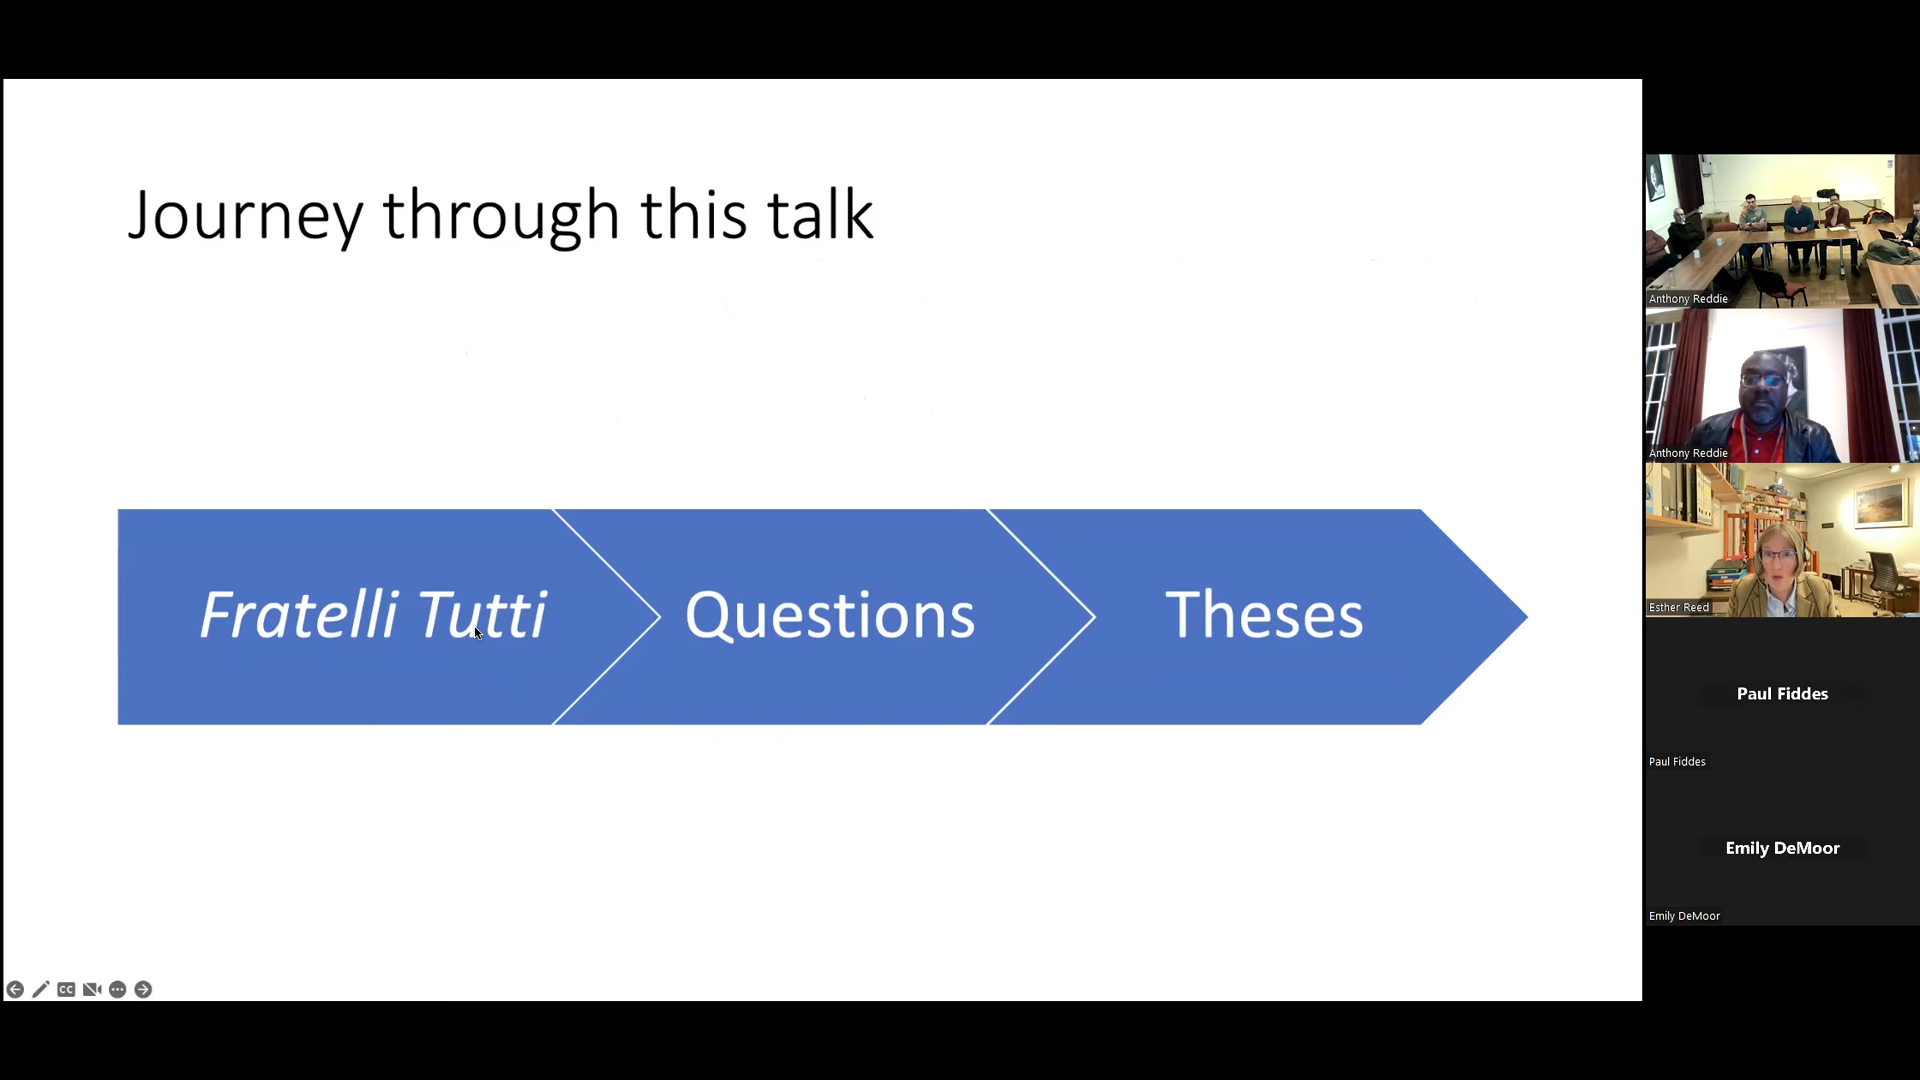 Journey through this talk
Fratelli Tutti
Questions
Theses
CC
Anthony Reddie
Anthony Reddie
Esther Reed
Paul Fiddes
Paul Fiddes
Emily DeMoor
Emily DeMoor